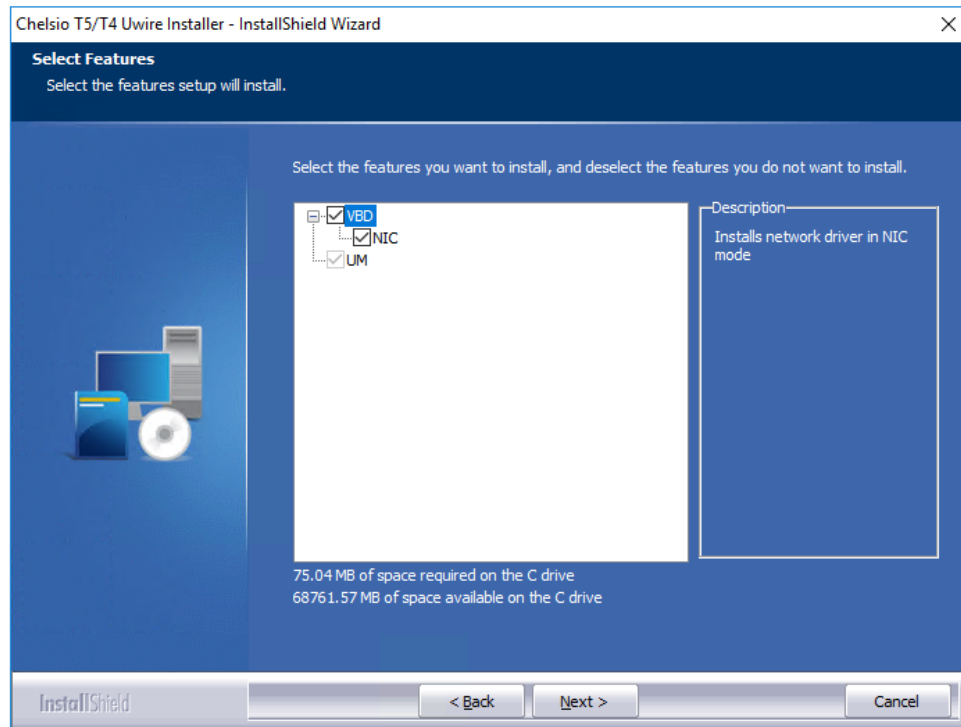 Chelsio T5/T4 Uwire Installer - InstallShield Wizard
Select Features
Select the features setup will install.
Select the features you want to install, and deselect the features you do not want to install.
VBD
NIC
UM
Description
Installs network driver in NIC
mode
75.04 MB of space required on the C drive
68761.57 MB of space available on the C drive
InstallShield
< Back
Next >
Cancel